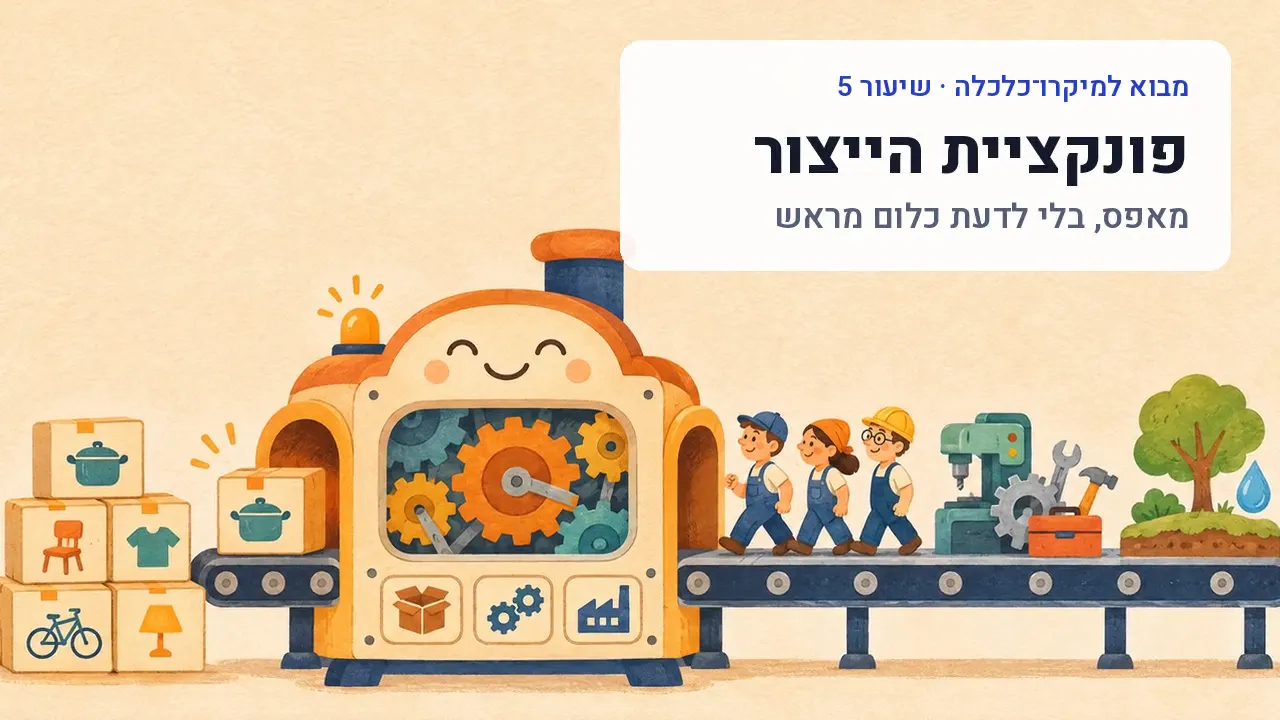 מבוא למיקרו־כלכלה · שיעור 5
פונקציית הייצור
מאפס, בלי לדעת כלום מראש